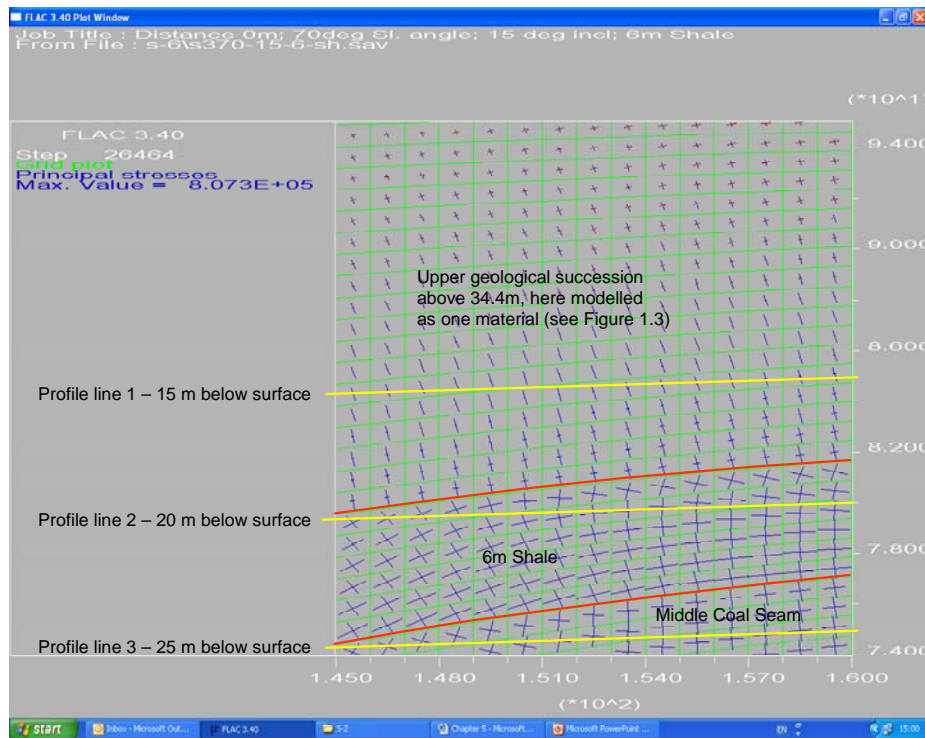 FLAC 3.40 Plot Window
Job Title : Distance 0m; 70deg Sl. angle; 15 deg incl; 6m Shale
From File : s-6\s370-15-6-sh.sav
(*10^1)
FLAC 3.40
Step 26464
Grid plot
Principal stresses
Max. Value = 8.073E+05
9.400
9.000
8.600
8.200
7.800
7.400
Upper geological succession
above 34.4m, here modelled
as one material (see Figure 1.3)
Profile line 1 – 15 m below surface
Profile line 2 – 20 m below surface
6m Shale
Middle Coal Seam
Profile line 3 – 25 m below surface
1.450 1.480 1.510 1.540 1.570 1.600
(*10^2)
start Inbox - Microsoft Out... FLAC 3.40 5-2 Chapter 5 - Microsoft... Microsoft PowerPoint ... EN 15:00